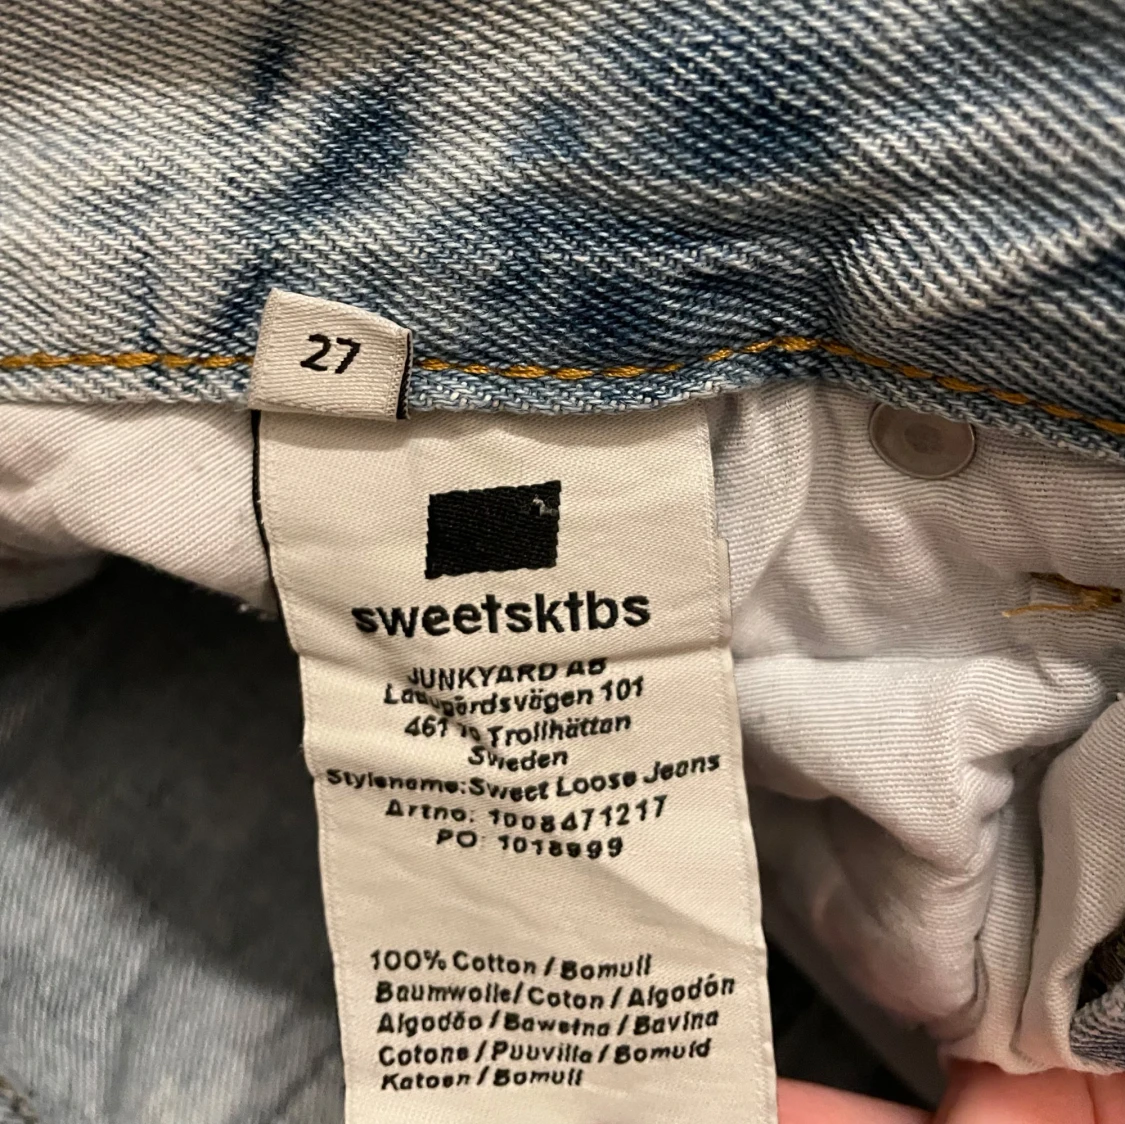 27
sweetsktbs
JUNKYARD AB
101
461 Trollhättan
Sweden
Stylename:Sweet Loose Jeans
Artno: 1008471217
PO: 1018999
100% Cotton / Bomull
Baumwolle/ Coton / Algodón
Algodão / Bawełna / Bavlna
Cotone / Puuvilla / Bomuld
Katoen / Bomull